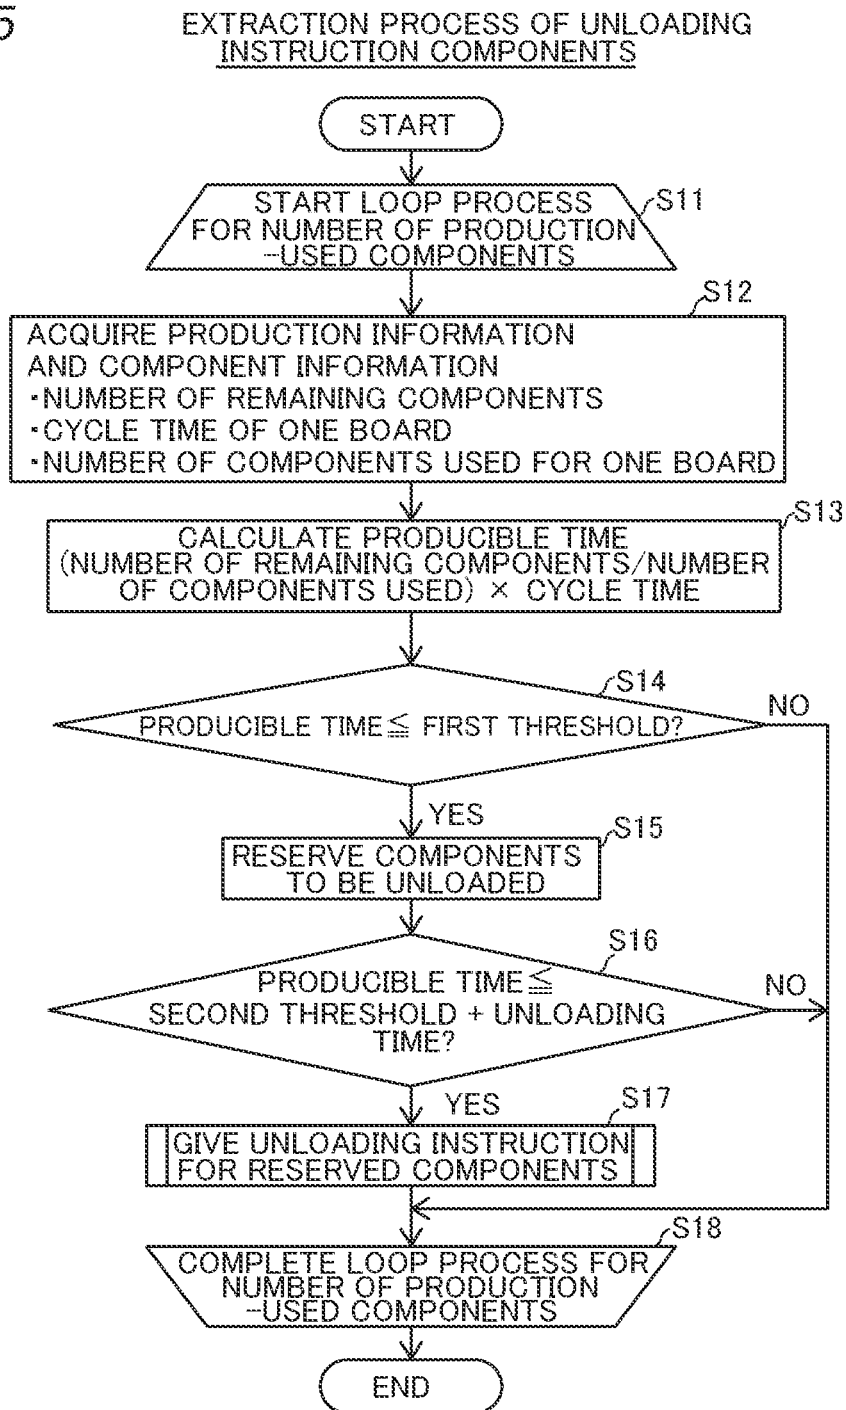 5
EXTRACTION PROCESS OF UNLOADING
INSTRUCTION COMPONENTS
START
START LOOP PROCESS
FOR NUMBER OF PRODUCTION
-USED COMPONENTS
S11
S12
ACQUIRE PRODUCTION INFORMATION
AND COMPONENT INFORMATION
・NUMBER OF REMAINING COMPONENTS
・CYCLE TIME OF ONE BOARD
・NUMBER OF COMPONENTS USED FOR ONE BOARD
S13
CALCULATE PRODUCIBLE TIME
(NUMBER OF REMAINING COMPONENTS/NUMBER
OF COMPONENTS USED) × CYCLE TIME
S14
PRODUCIBLE TIME≦ FIRST THRESHOLD?
NO
YES
S15
RESERVE COMPONENTS
TO BE UNLOADED
S16
PRODUCIBLE TIME≦
SECOND THRESHOLD + UNLOADING
TIME?
NO
YES
S17
GIVE UNLOADING INSTRUCTION
FOR RESERVED COMPONENTS
S18
COMPLETE LOOP PROCESS FOR
NUMBER OF PRODUCTION
-USED COMPONENTS
END